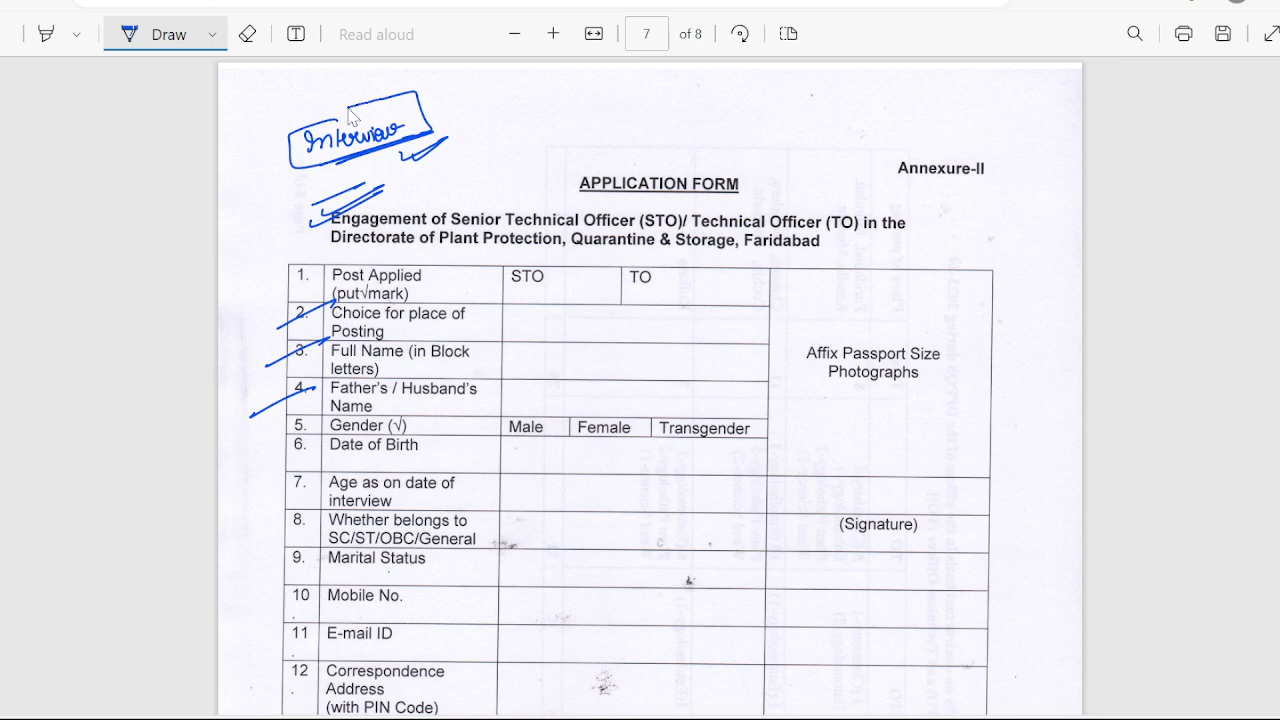 Draw
Read aloud
7 of 8
Interview
Annexure-II
APPLICATION FORM
Engagement of Senior Technical Officer (STO)/ Technical Officer (TO) in the
Directorate of Plant Protection, Quarantine & Storage, Faridabad
1. Post Applied STO TO
(put√mark)
2. Choice for place of
Posting
3. Full Name (in Block
letters)
Affix Passport Size
Photographs
4. Father's / Husband's
Name
5. Gender (√) Male Female Transgender
6. Date of Birth
7. Age as on date of
interview
8. Whether belongs to
SC/ST/OBC/General
(Signature)
9. Marital Status
10. Mobile No.
11. E-mail ID
12. Correspondence
Address
(with PIN Code)